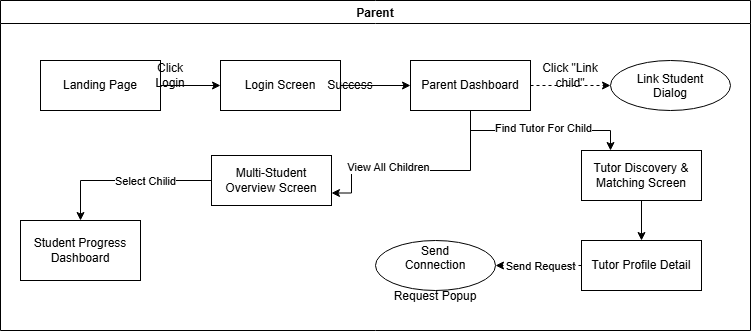 Parent
Landing Page
Click
Login
Login Screen
Success
Parent Dashboard
Click "Link
child"
Link Student
Dialog
Find Tutor For Child
View All Children
Multi-Student
Overview Screen
Select Chilid
Student Progress
Dashboard
Tutor Discovery &
Matching Screen
Tutor Profile Detail
Send Request
Send
Connection
Request Popup